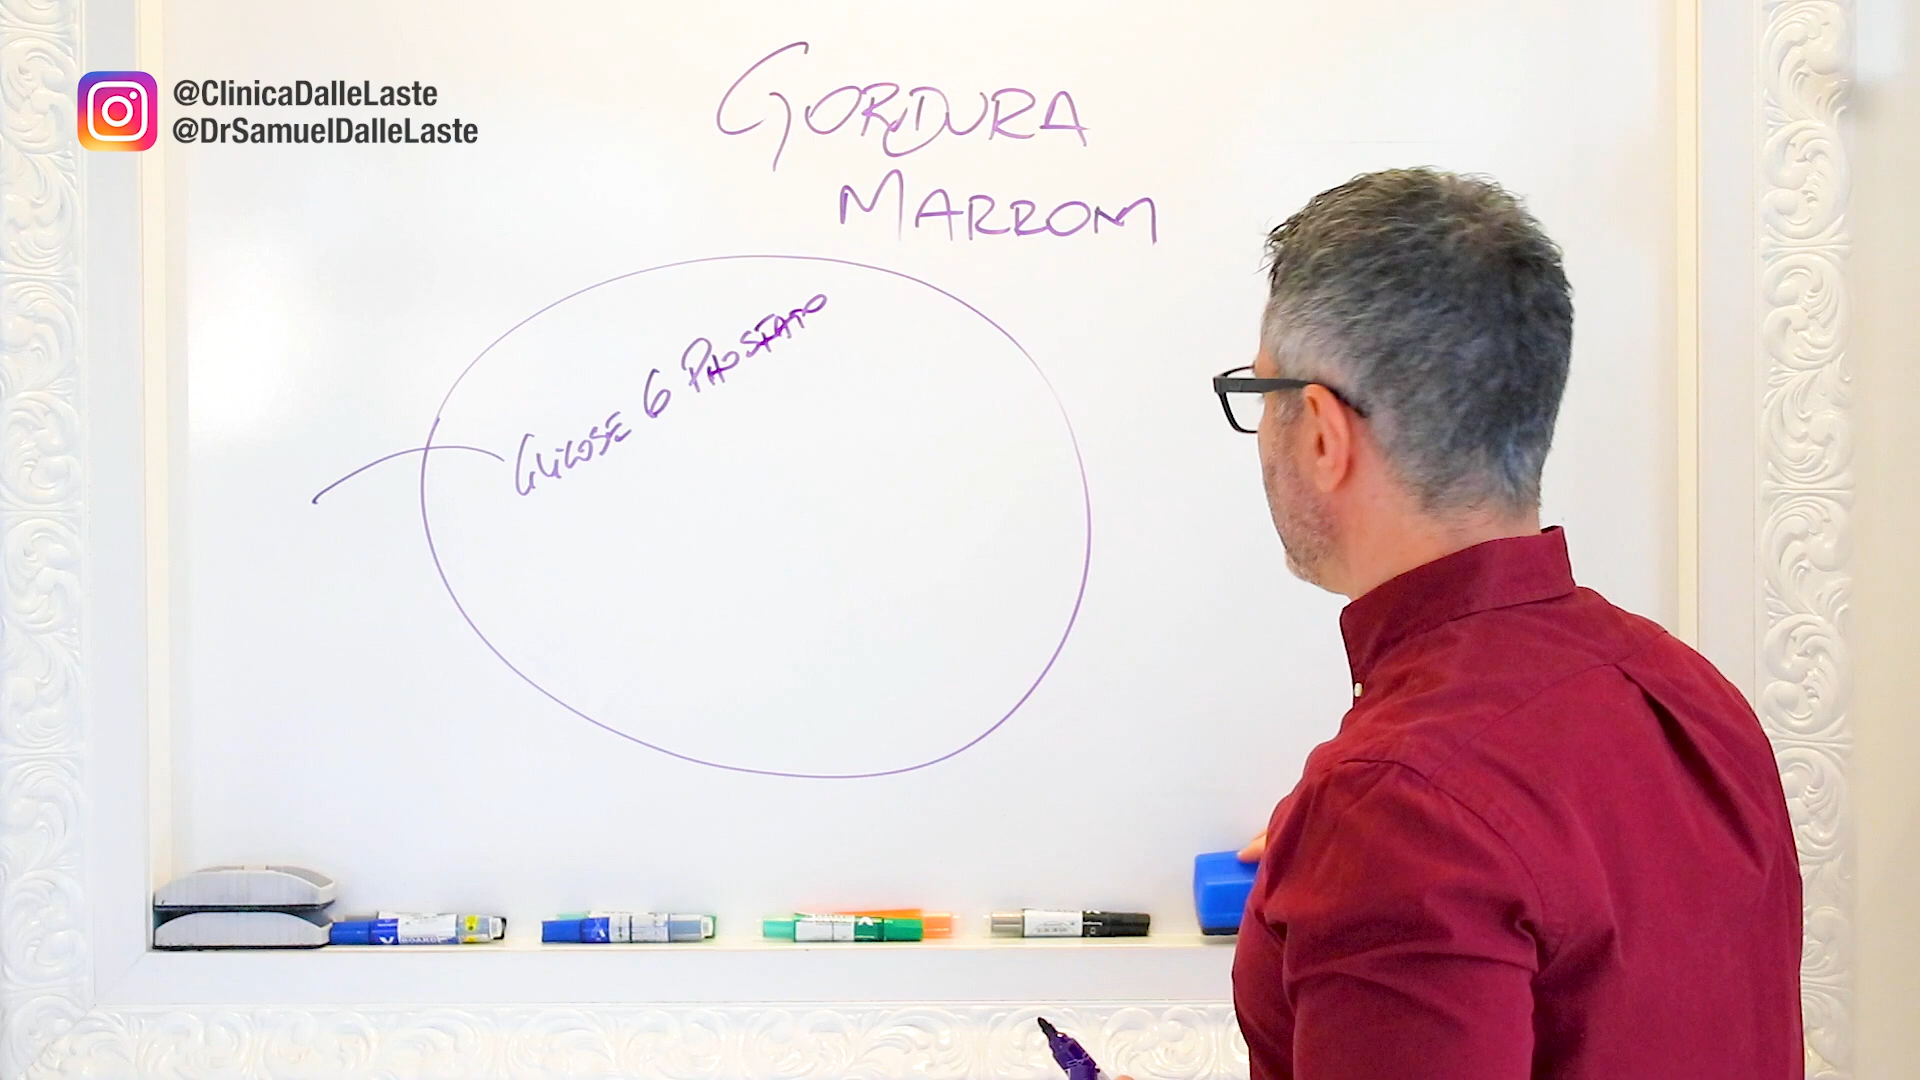 @ClinicaDalleLaste
@DrSamuelDalleLaste
GORDURA
MARROM
GLICOSE 6 PHOSFATO